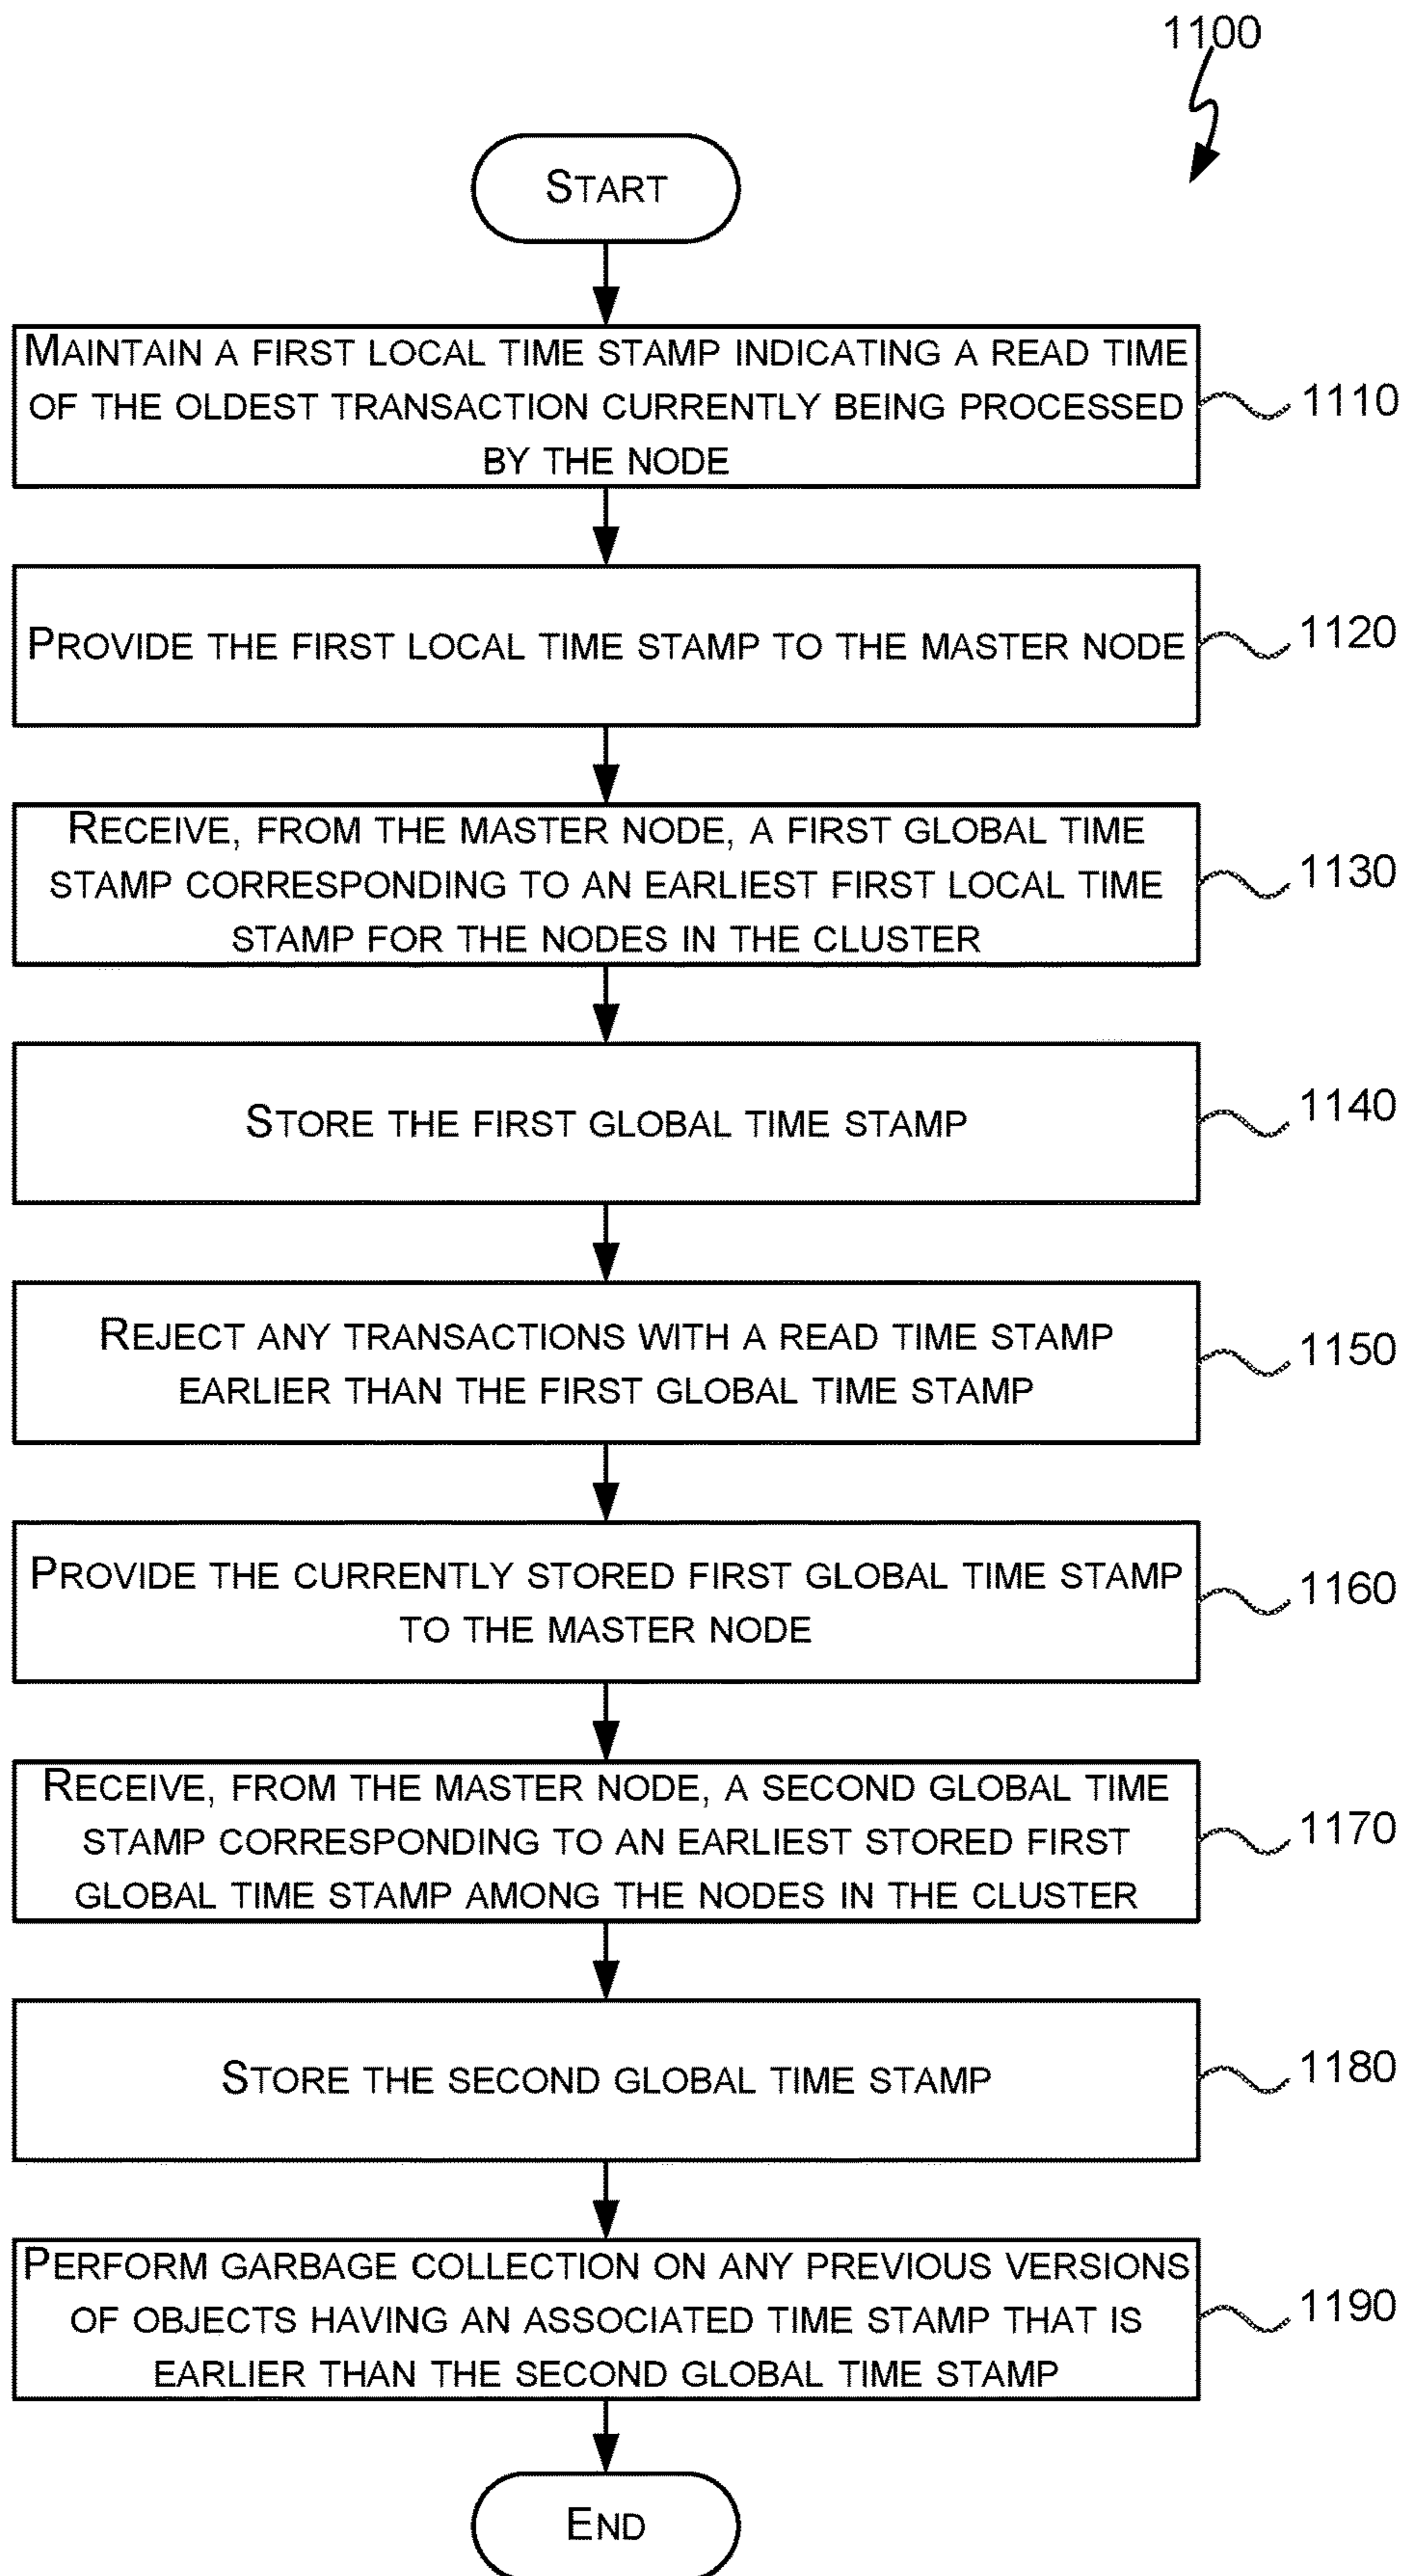 1100
START
MAINTAIN A FIRST LOCAL TIME STAMP INDICATING A READ TIME
OF THE OLDEST TRANSACTION CURRENTLY BEING PROCESSED
BY THE NODE
1110
PROVIDE THE FIRST LOCAL TIME STAMP TO THE MASTER NODE
1120
RECEIVE, FROM THE MASTER NODE, A FIRST GLOBAL TIME
STAMP CORRESPONDING TO AN EARLIEST FIRST LOCAL TIME
STAMP FOR THE NODES IN THE CLUSTER
1130
STORE THE FIRST GLOBAL TIME STAMP
1140
REJECT ANY TRANSACTIONS WITH A READ TIME STAMP
EARLIER THAN THE FIRST GLOBAL TIME STAMP
1150
PROVIDE THE CURRENTLY STORED FIRST GLOBAL TIME STAMP
TO THE MASTER NODE
1160
RECEIVE, FROM THE MASTER NODE, A SECOND GLOBAL TIME
STAMP CORRESPONDING TO AN EARLIEST STORED FIRST
GLOBAL TIME STAMP AMONG THE NODES IN THE CLUSTER
1170
STORE THE SECOND GLOBAL TIME STAMP
1180
PERFORM GARBAGE COLLECTION ON ANY PREVIOUS VERSIONS
OF OBJECTS HAVING AN ASSOCIATED TIME STAMP THAT IS
EARLIER THAN THE SECOND GLOBAL TIME STAMP
1190
END